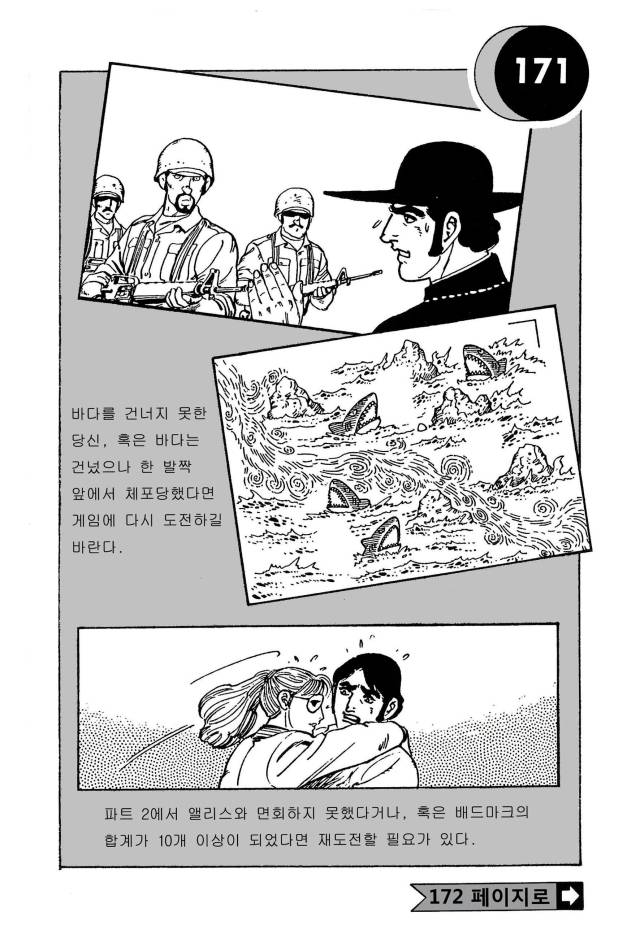 171
바다를 건너지 못한
당신, 혹은 바다는
건넜으나 한 발짝
앞에서 체포당했다면
게임에 다시 도전하길
바란다.
파트 2에서 앨리스와 면회하지 못했다거나, 혹은 배드마크의
합계가 10개 이상이 되었다면 재도전할 필요가 있다.
172 페이지로